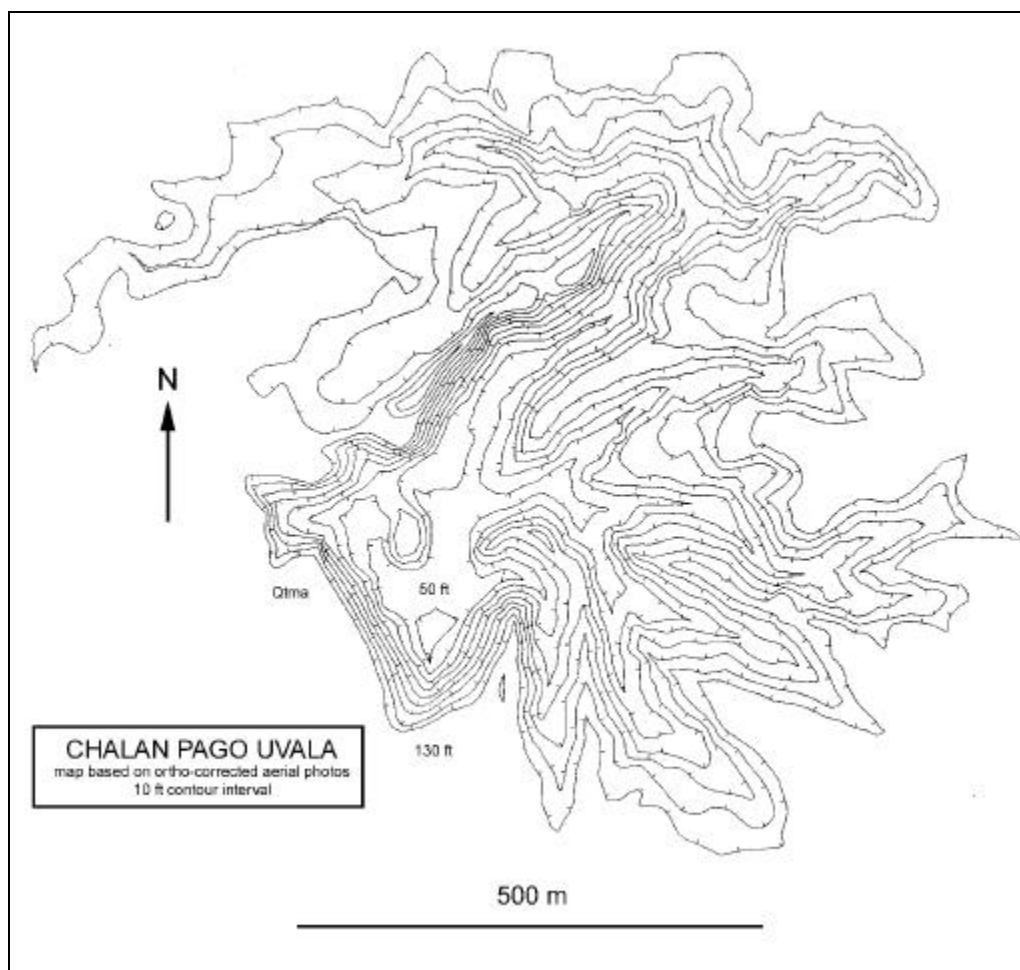 N
Qtma
50 ft
130 ft
CHALAN PAGO UVALA
map based on ortho-corrected aerial photos
10 ft contour interval
500 m